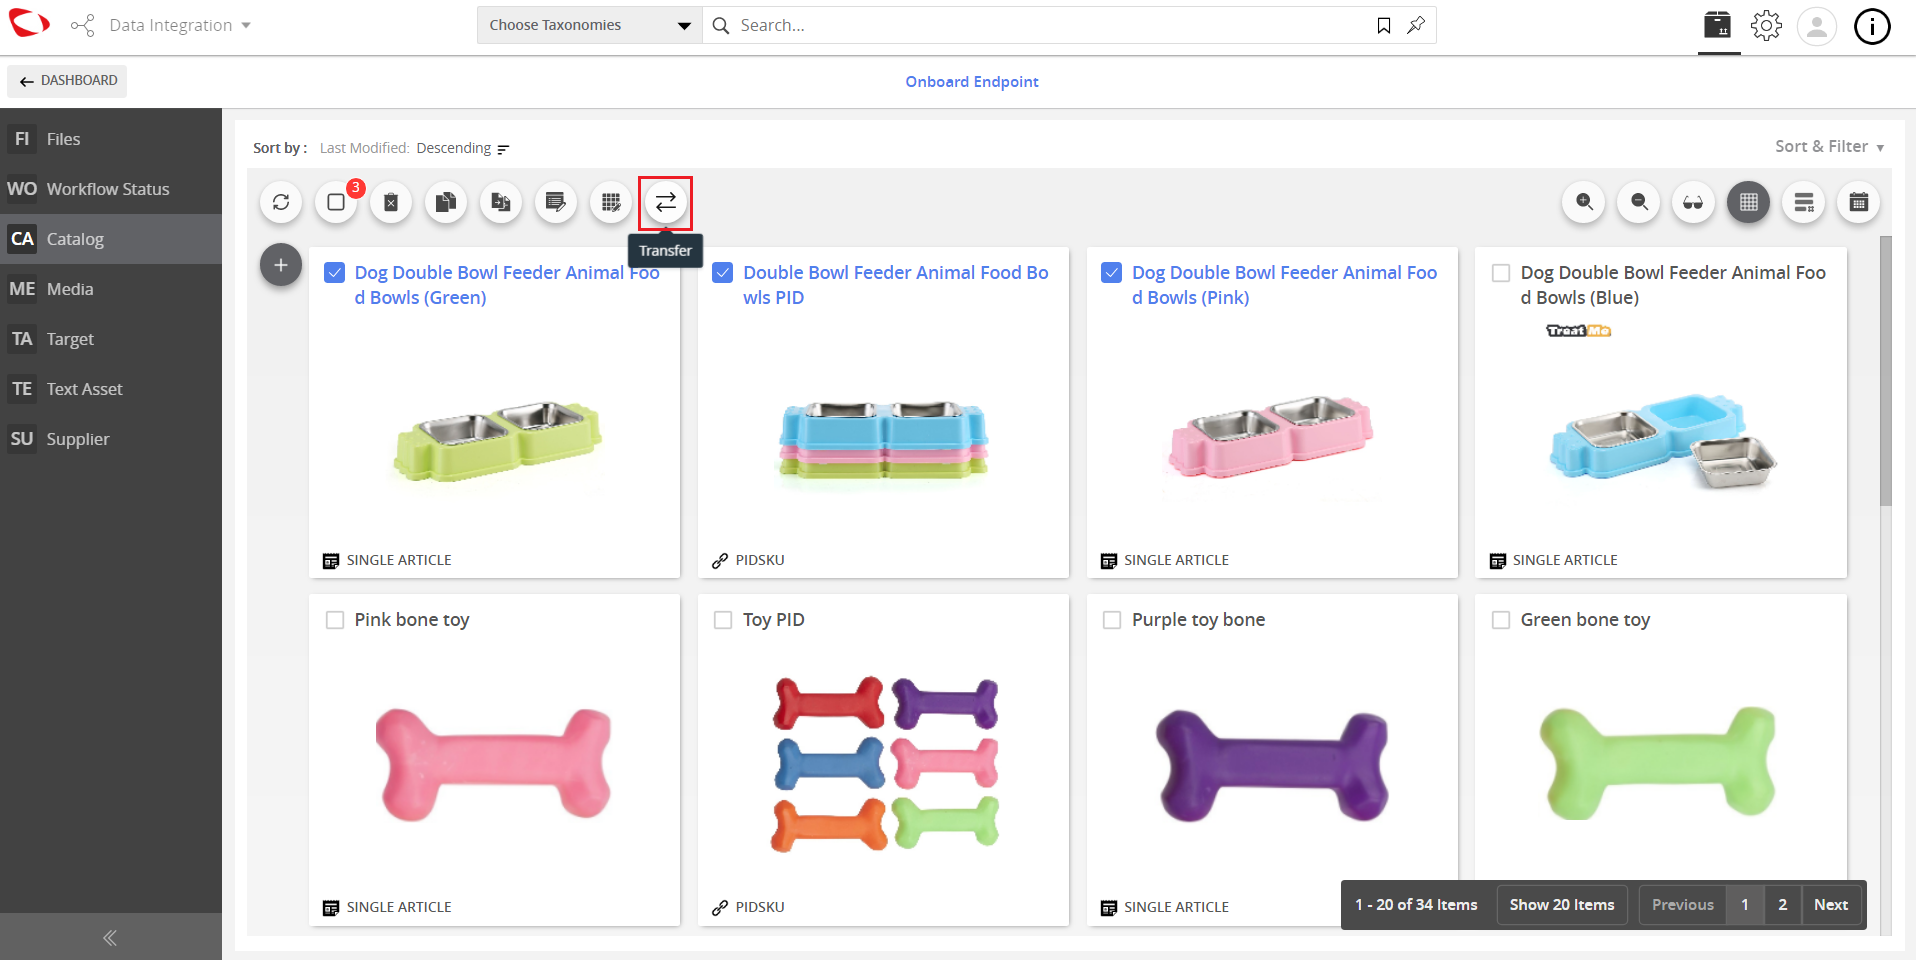 Data Integration
Choose Taxonomies
Search...
i
DASHBOARD
Onboard Endpoint
FI Files
WO Workflow Status
CA Catalog
ME Media
TA Target
TE Text Asset
SU Supplier
Sort by : Last Modified: Descending
Sort & Filter
3
Transfer
Dog Double Bowl Feeder Animal Foo
d Bowls (Green)
SINGLE ARTICLE
Double Bowl Feeder Animal Food Bo
wls PID
PIDSKU
Dog Double Bowl Feeder Animal Foo
d Bowls (Pink)
SINGLE ARTICLE
Dog Double Bowl Feeder Animal Foo
d Bowls (Blue)
Treat Me
SINGLE ARTICLE
Pink bone toy
SINGLE ARTICLE
Toy PID
PIDSKU
Purple toy bone
SINGLE ARTICLE
Green bone toy
1 - 20 of 34 Items
Show 20 Items
Previous 1 2 Next